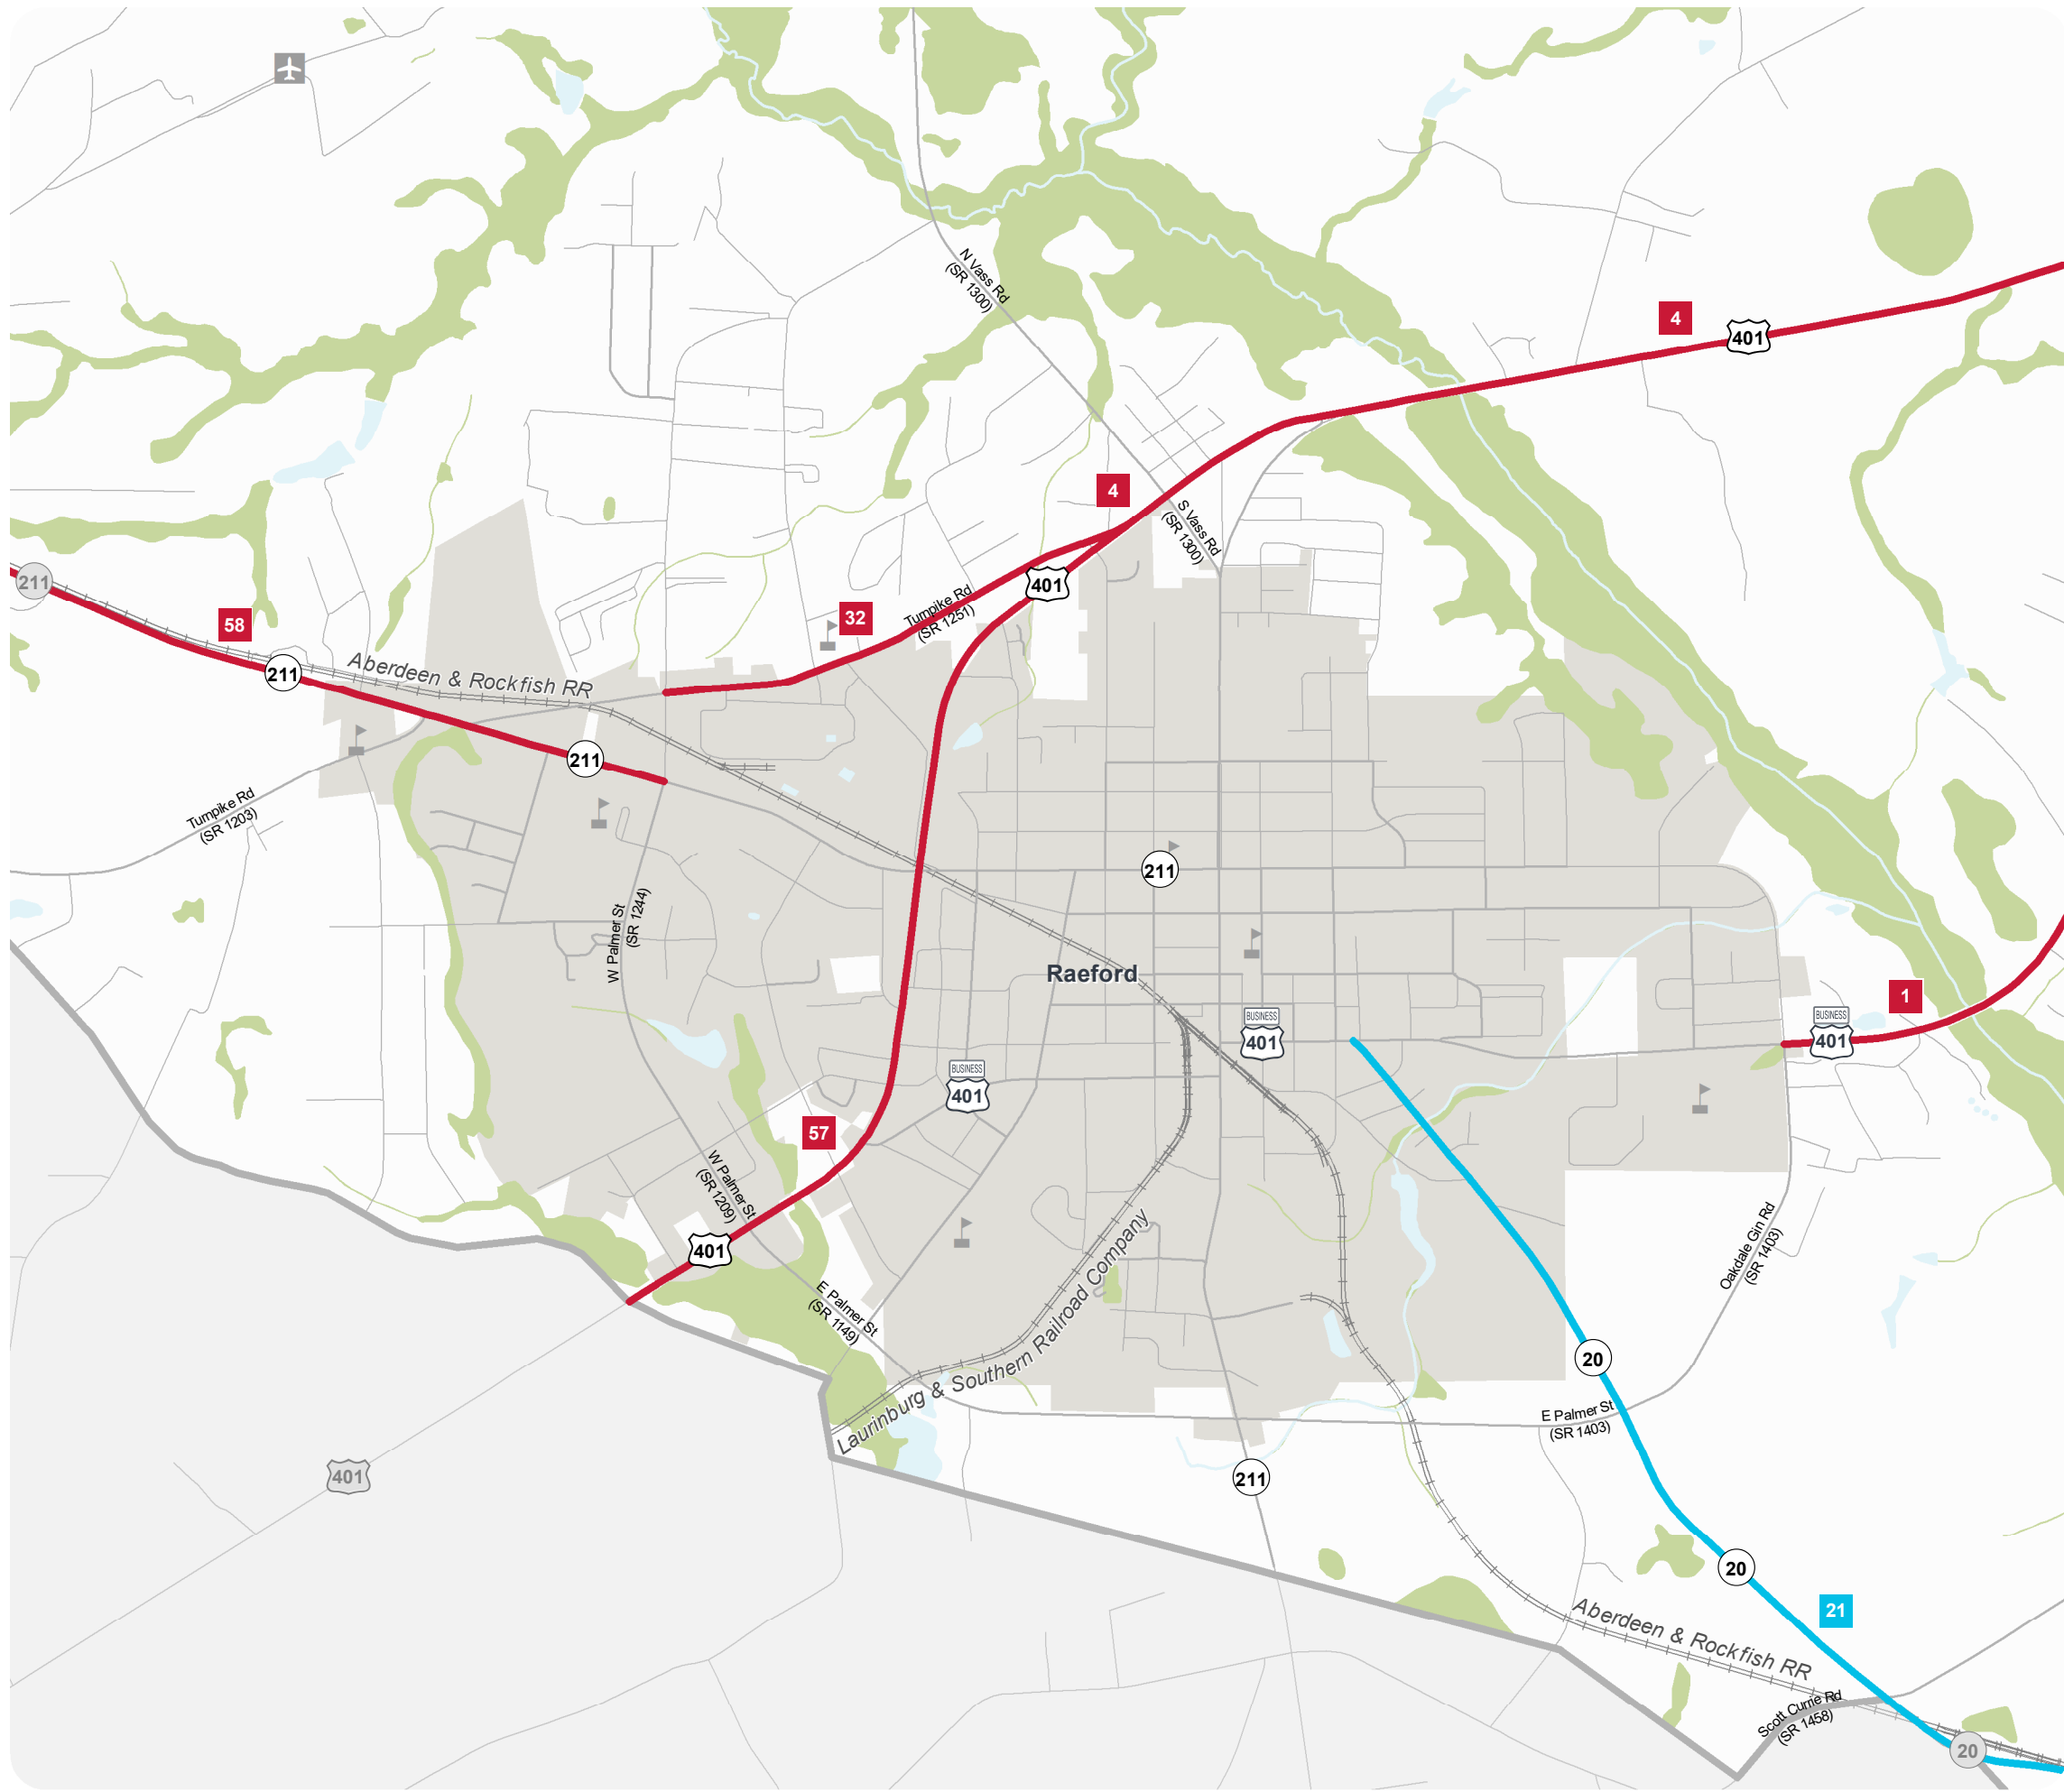 N Vass Rd
(SR 1300)
4
401
4
S Vass Rd
(SR 1300)
211
401
58
32
Turnpike Rd
(SR 1251)
211
Aberdeen & Rockfish RR
211
Turnpike Rd
(SR 1203)
211
W Palmer St
(SR 1244)
Raeford
1
BUSINESS
401
BUSINESS
401
BUSINESS
401
57
W Palmer St
(SR 1209)
401
Oakdale Gin Rd
(SR 1403)
E Palmer St
(SR 1149)
Laurinburg & Southern Railroad Company
20
E Palmer St
(SR 1403)
401
211
20
21
Aberdeen & Rockfish RR
Scott Currie Rd
(SR 1458)
20